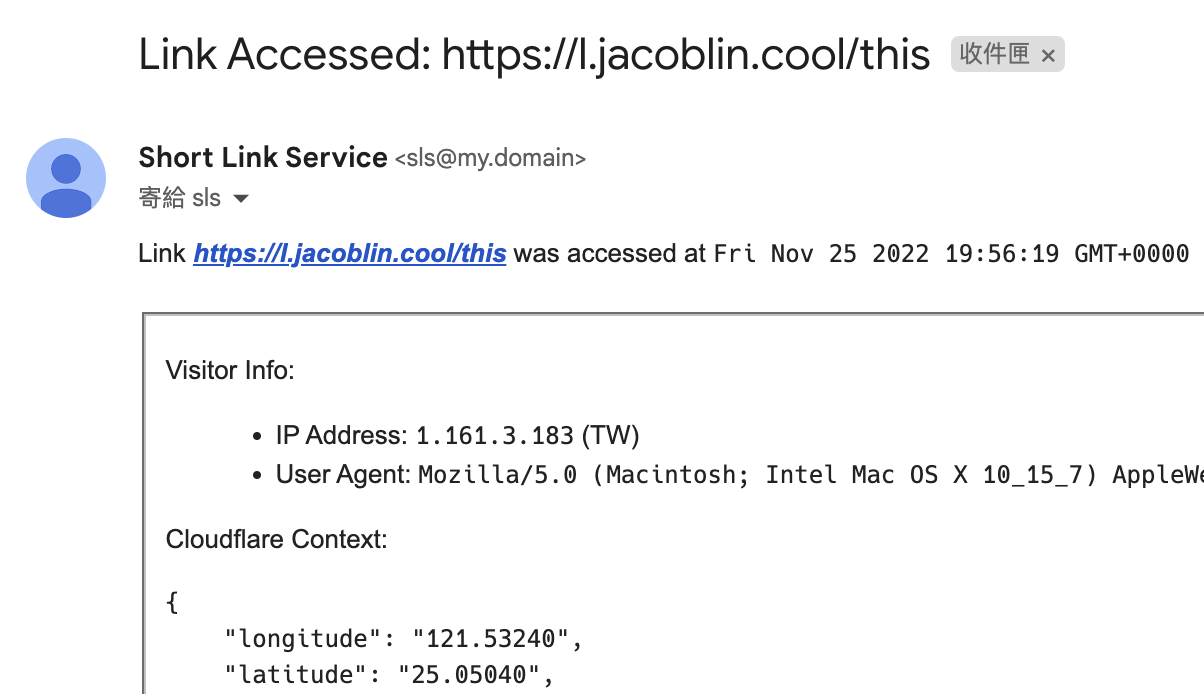 Link Accessed: https://l.jacoblin.cool/this 收件匣 ×
Short Link Service <sls@my.domain>
寄給 sls
Link https://l.jacoblin.cool/this was accessed at Fri Nov 25 2022 19:56:19 GMT+0000
Visitor Info:
• IP Address: 1.161.3.183 (TW)
• User Agent: Mozilla/5.0 (Macintosh; Intel Mac OS X 10_15_7) AppleWe
Cloudflare Context:
{
"longitude": "121.53240",
"latitude": "25.05040",